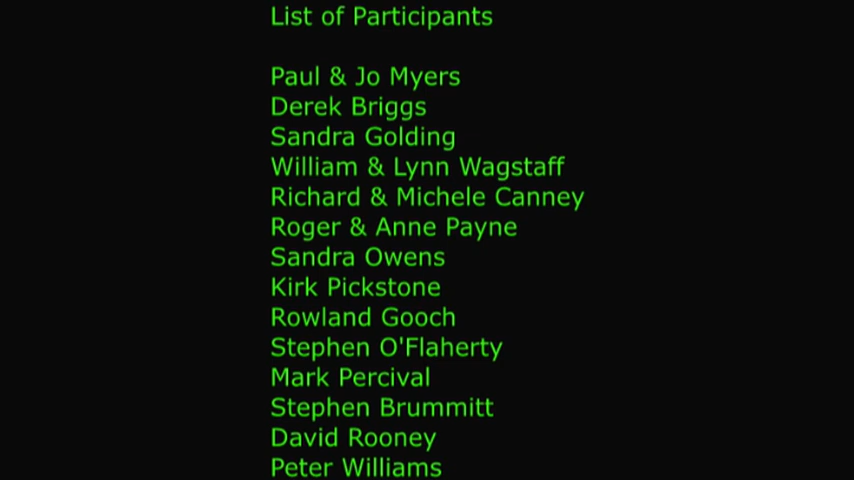 List of Participants
Paul & Jo Myers
Derek Briggs
Sandra Golding
William & Lynn Wagstaff
Richard & Michele Canney
Roger & Anne Payne
Sandra Owens
Kirk Pickstone
Rowland Gooch
Stephen O'Flaherty
Mark Percival
Stephen Brummitt
David Rooney
Peter Williams